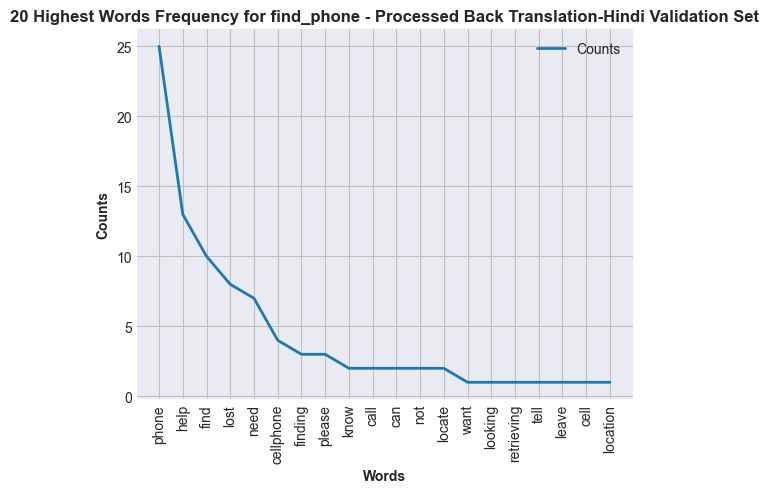 20 Highest Words Frequency for find_phone - Processed Back Translation-Hindi Validation Set
Counts
25
20
15
10
5
0
Counts
phone
help
find
lost
need
cellphone
finding
please
know
call
can
not
locate
want
looking
retrieving
tell
leave
cell
location
Words